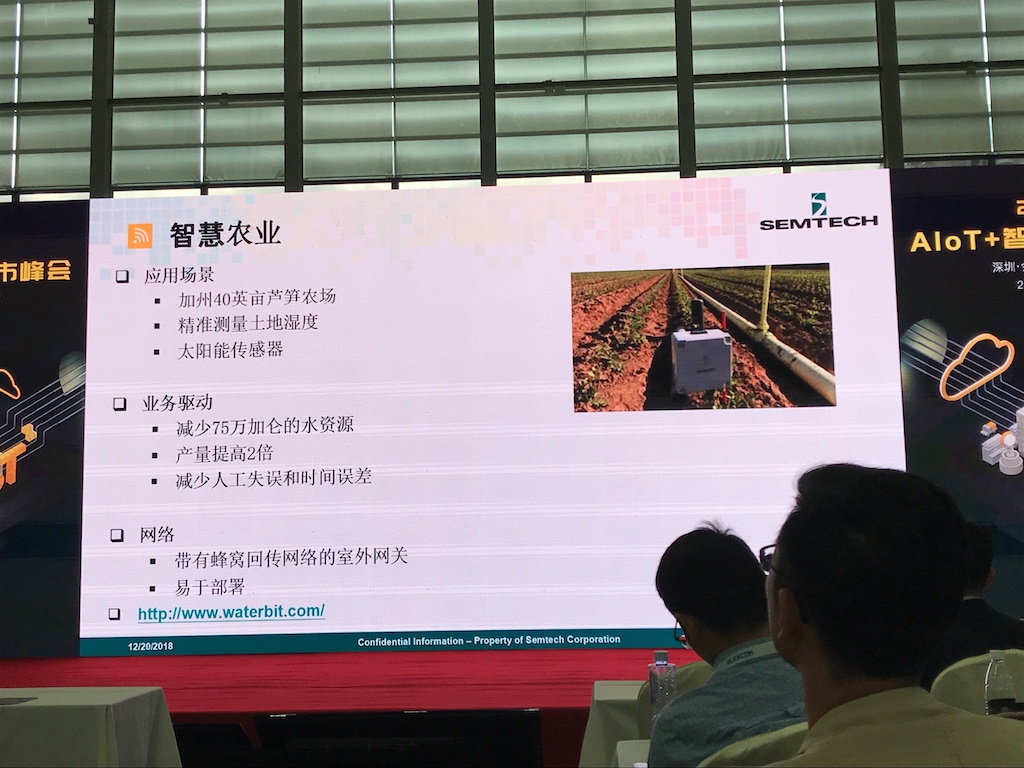 智慧农业
SEMTECH
应用场景
加州40英亩芦笋农场
精准测量土地湿度
太阳能传感器
业务驱动
减少75万加仑的水资源
产量提高2倍
减少人工失误和时间误差
网络
带有蜂窝回传网络的室外网关
易于部署
http://www.waterbit.com/
12/20/2018
Confidential Information – Property of Semtech Corporation
市峰会
AIoT+智
深圳·
2